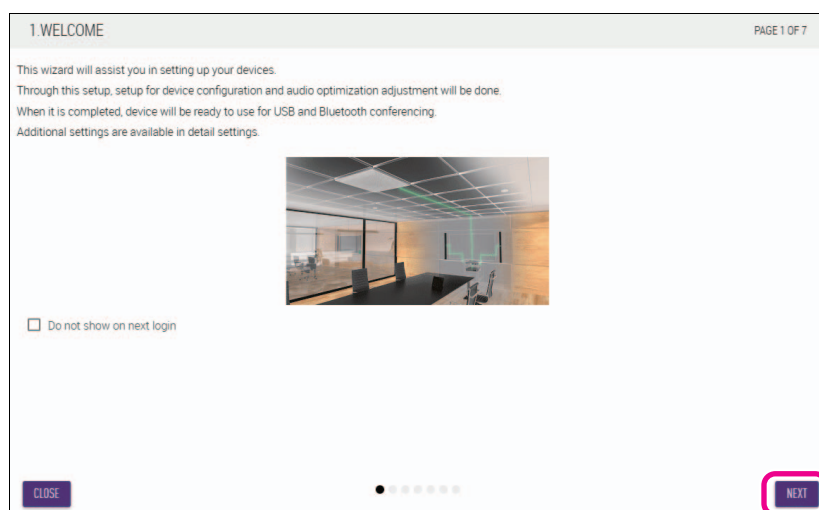 1.WELCOME
PAGE 1 OF 7
This wizard will assist you in setting up your devices.
Through this setup, setup for device configuration and audio optimization adjustment will be done.
When it is completed, device will be ready to use for USB and Bluetooth conferencing.
Additional settings are available in detail settings.
Do not show on next login
CLOSE
NEXT